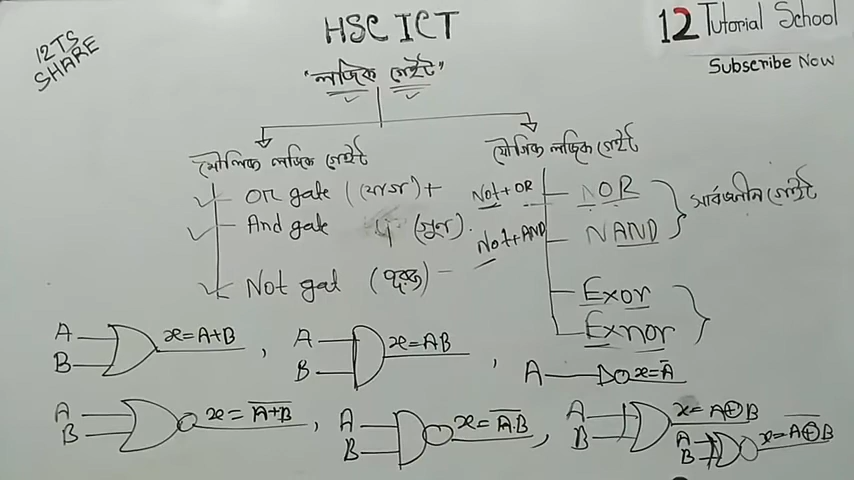 12TS
SHARE
HSC ICT
12 Tutorial School
Subscribe Now
"লজিক গেইট"
মৌলিক লজিক গেইট
যৌগিক লজিক গেইট
OR gate (যোগ) +
And gate (গুন) .
Not gat (পূরক) –
Not + OR NOR
Not + AND NAND
সার্বজনীন গেইট
Exor
Exnor
A
B
x = A+B ,
A
B
x = AB ,
A x = A̅
A
B
x = A̅+̅B̅ ,
A
B
x = A̅.̅B̅ ,
A
B
x = A⊕B
A
B
x = A̅⊕̅B̅